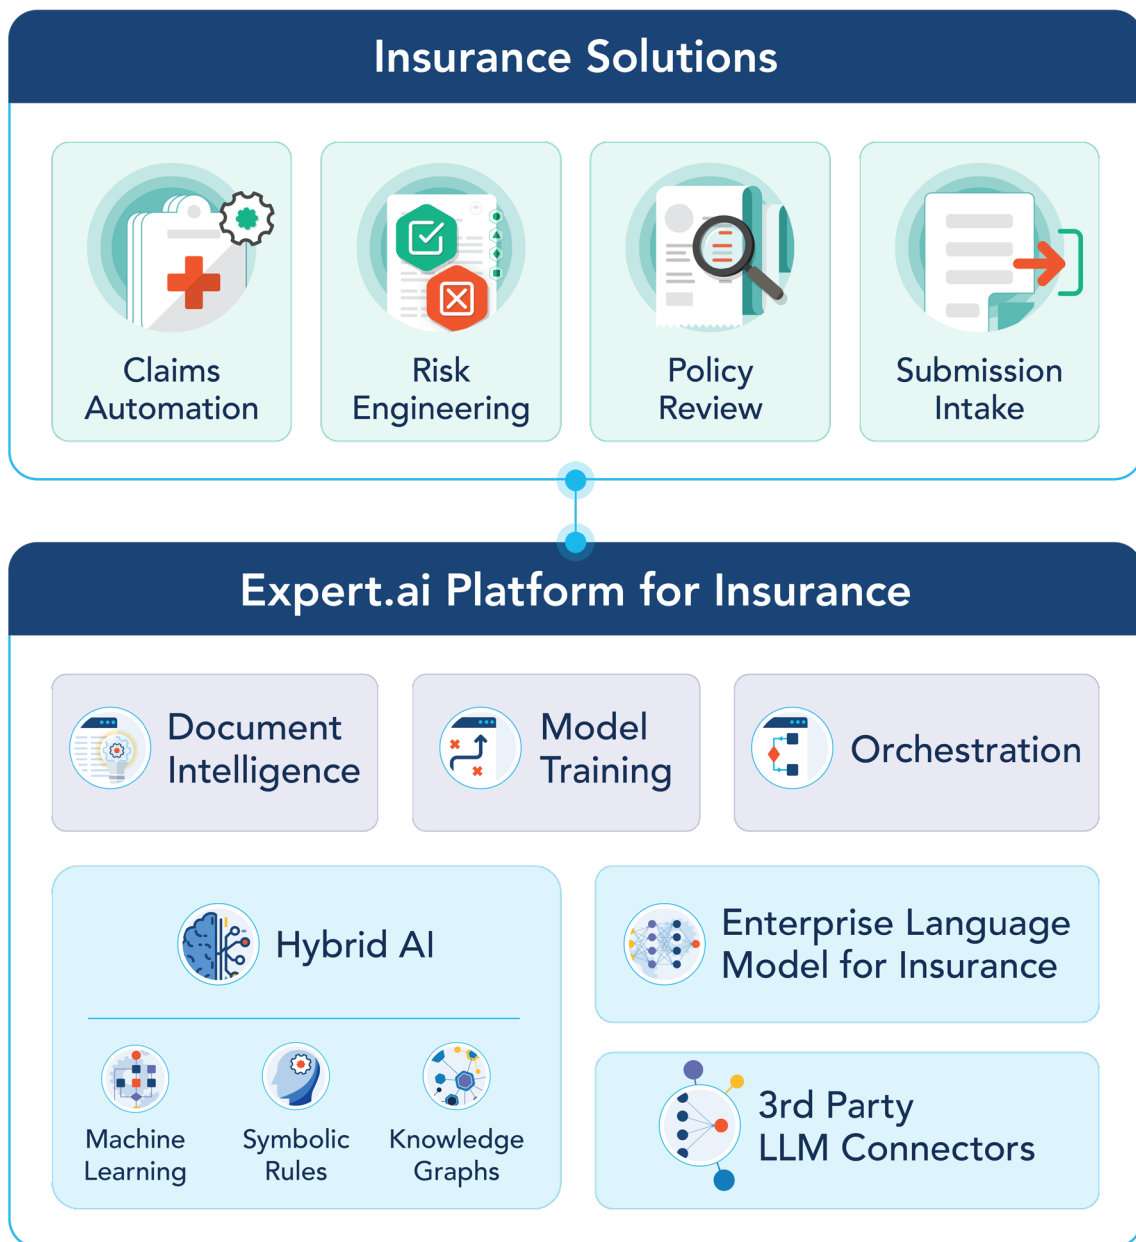 Insurance Solutions
Claims
Automation
Risk
Engineering
Policy
Review
Submission
Intake
Expert.ai Platform for Insurance
Document
Intelligence
Model
Training
Orchestration
Hybrid AI
Machine
Learning
Symbolic
Rules
Knowledge
Graphs
Enterprise Language
Model for Insurance
3rd Party
LLM Connectors